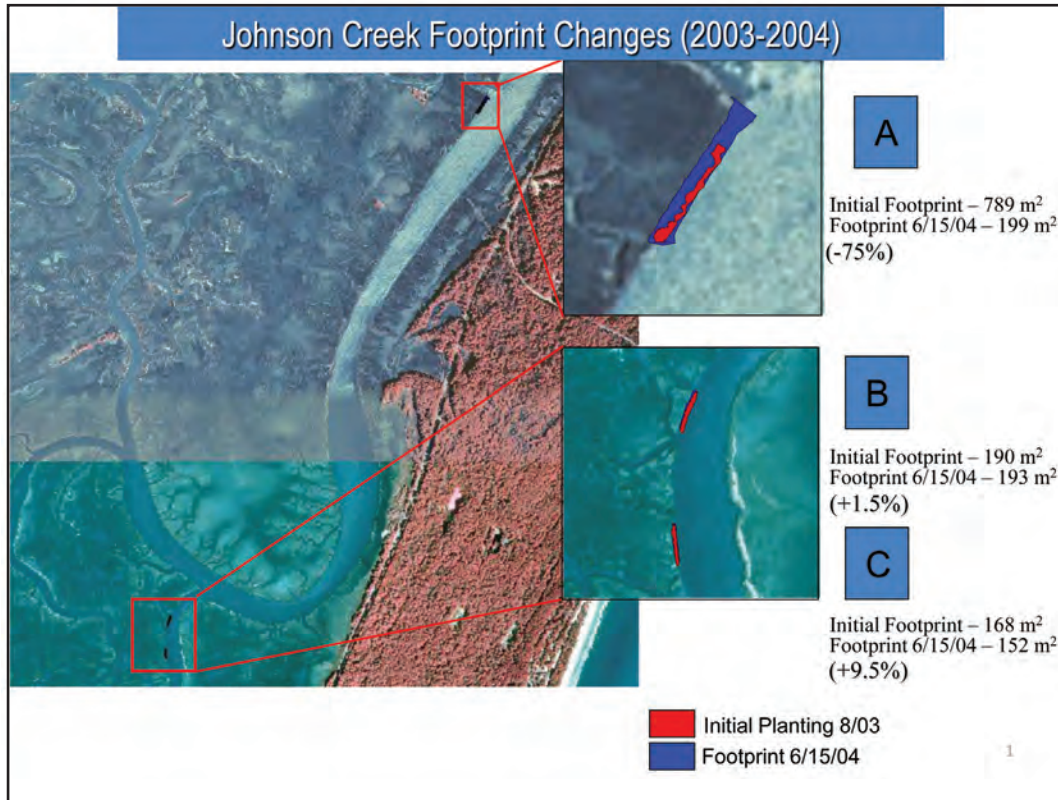 Johnson Creek Footprint Changes (2003-2004)
A
Initial Footprint – 789 m²
Footprint 6/15/04 – 199 m²
(-75%)
B
Initial Footprint – 190 m²
Footprint 6/15/04 – 193 m²
(+1.5%)
C
Initial Footprint – 168 m²
Footprint 6/15/04 – 152 m²
(+9.5%)
Initial Planting 8/03
Footprint 6/15/04
1